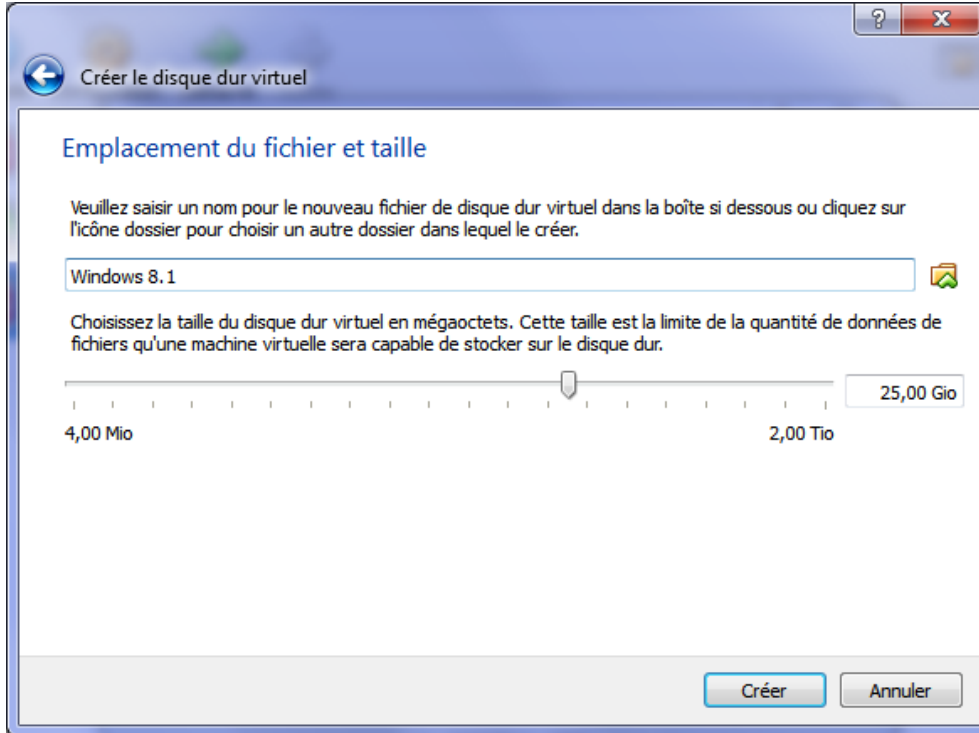 ?
X
Créer le disque dur virtuel
Emplacement du fichier et taille
Veuillez saisir un nom pour le nouveau fichier de disque dur virtuel dans la boîte si dessous ou cliquez sur
l'icône dossier pour choisir un autre dossier dans lequel le créer.
Windows 8.1
Choisissez la taille du disque dur virtuel en mégaoctets. Cette taille est la limite de la quantité de données de
fichiers qu'une machine virtuelle sera capable de stocker sur le disque dur.
25,00 Gio
4,00 Mio 2,00 Tio
Créer Annuler